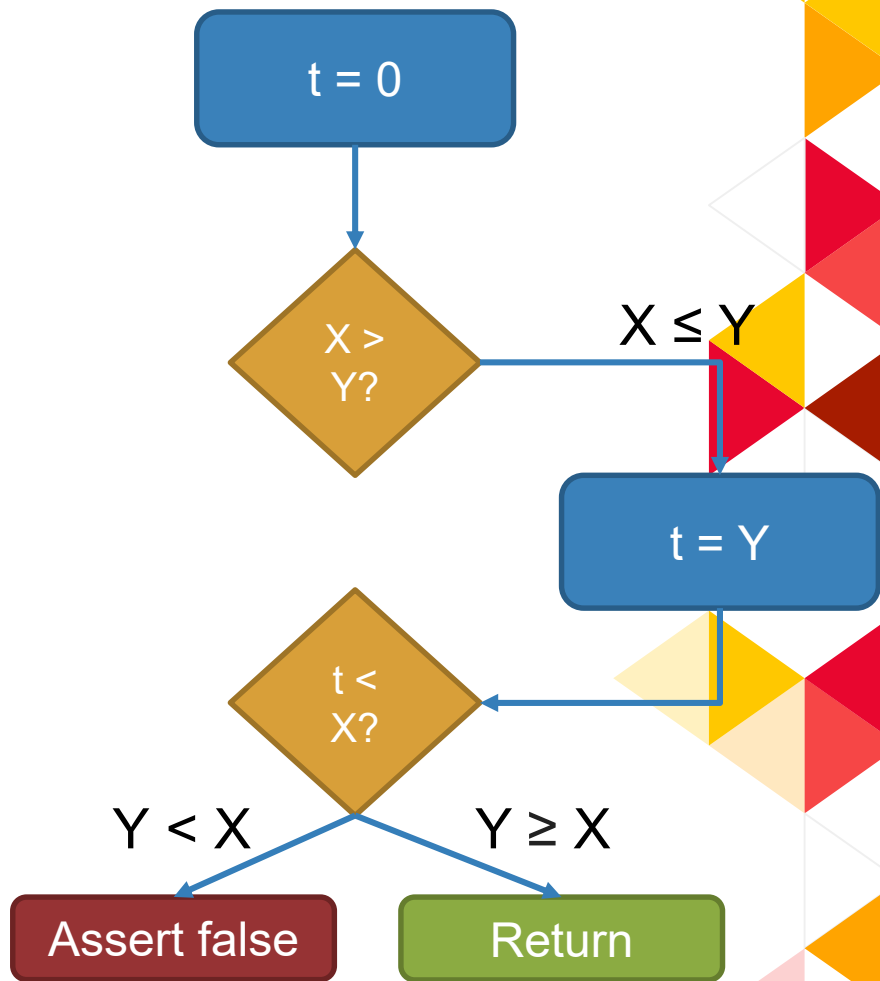 t = 0
X >
Y?
X ≤ Y
t = Y
t <
X?
Y < X
Y ≥ X
Assert false
Return